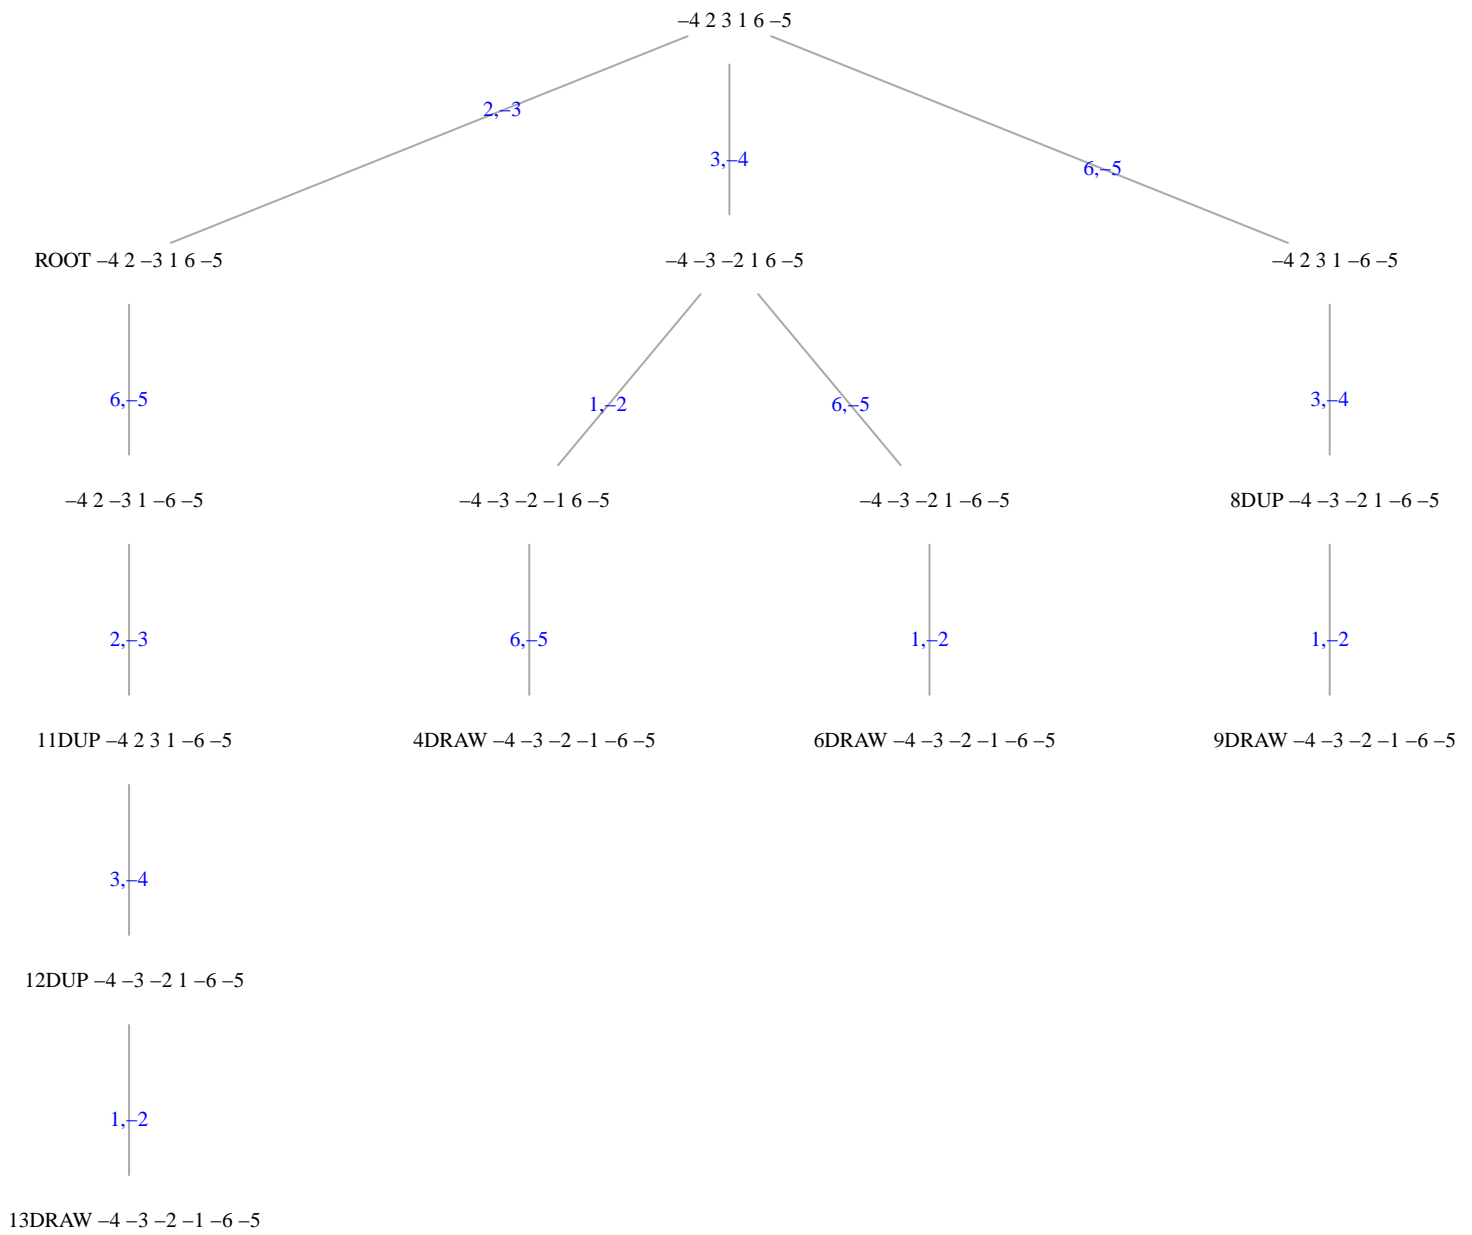 –4 2 3 1 6 –5
2,–3
3,–4
6,–5
ROOT –4 2 –3 1 6 –5
–4 –3 –2 1 6 –5
–4 2 3 1 –6 –5
6,–5
1,–2
6,–5
3,–4
–4 2 –3 1 –6 –5
–4 –3 –2 –1 6 –5
–4 –3 –2 1 –6 –5
8DUP –4 –3 –2 1 –6 –5
2,–3
6,–5
1,–2
1,–2
11DUP –4 2 3 1 –6 –5
4DRAW –4 –3 –2 –1 –6 –5
6DRAW –4 –3 –2 –1 –6 –5
9DRAW –4 –3 –2 –1 –6 –5
3,–4
12DUP –4 –3 –2 1 –6 –5
1,–2
13DRAW –4 –3 –2 –1 –6 –5